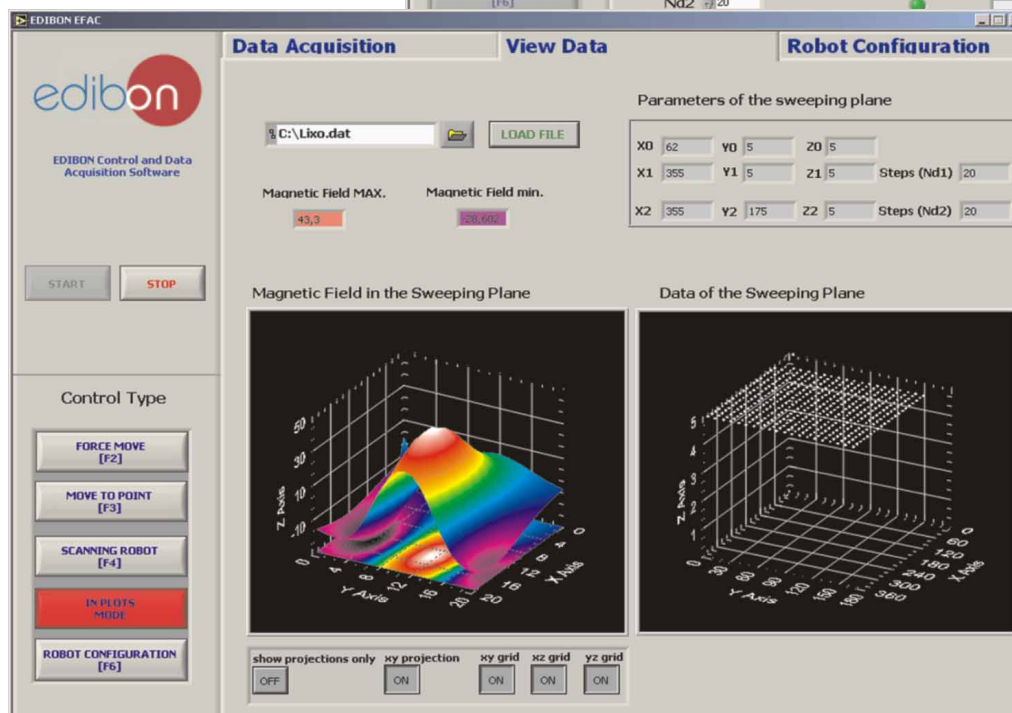 [F6]
Nd2 20
EDIBON EFAC
Data Acquisition View Data Robot Configuration
edibon
EDIBON Control and Data
Acquisition Software
START STOP
Control Type
FORCE MOVE
[F2]
MOVE TO POINT
[F3]
SCANNING ROBOT
[F4]
IN PLOTS
MODE
ROBOT CONFIGURATION
[F6]
C:\Lixo.dat LOAD FILE
Magnetic Field MAX. Magnetic Field min.
43,3 -28,602
Parameters of the sweeping plane
X0 62 Y0 5 Z0 5
X1 355 Y1 5 Z1 5 Steps (Nd1) 20
X2 355 Y2 175 Z2 5 Steps (Nd2) 20
Magnetic Field in the Sweeping Plane
50
30
10
-10
Z Axis
0 4 8 12 16 20
Y Axis
20 16 12 8 4 0
X Axis
Data of the Sweeping Plane
5
4
3
2
1
Z Axis
0 30 60 90 120 150 180
Y Axis
360 300 240 180 120 60 0
X Axis
show projections only xy projection xy grid xz grid yz grid
OFF ON ON ON ON